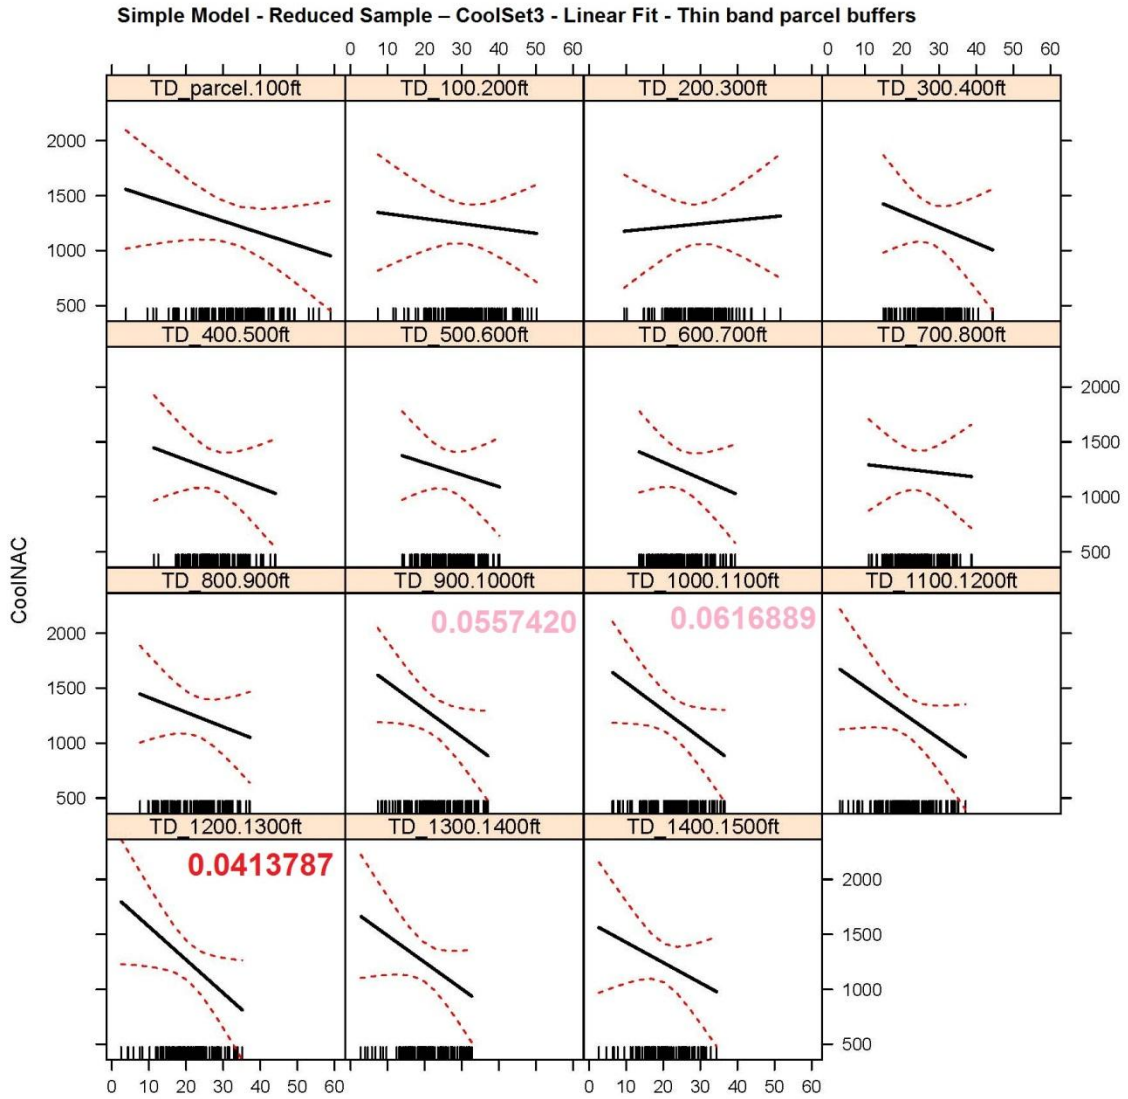 Simple Model - Reduced Sample – CoolSet3 - Linear Fit - Thin band parcel buffers
0 10 20 30 40 50 60 0 10 20 30 40 50 60
TD_parcel.100ft TD_100.200ft TD_200.300ft TD_300.400ft
2000
1500
1000
500
TD_400.500ft TD_500.600ft TD_600.700ft TD_700.800ft
2000
1500
1000
500
CoolNAC
TD_800.900ft TD_900.1000ft TD_1000.1100ft TD_1100.1200ft
0.0557420 0.0616889
2000
1500
1000
500
TD_1200.1300ft TD_1300.1400ft TD_1400.1500ft
0.0413787
2000
1500
1000
500
0 10 20 30 40 50 60 0 10 20 30 40 50 60